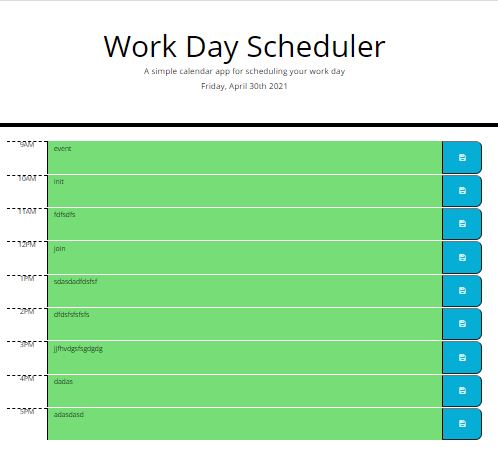 Work Day Scheduler
A simple calendar app for scheduling your work day
Friday, April 30th 2021
9AM event
10AM init
11AM fdfsdfs
12PM join
1PM sdasdadfdsfsf
2PM dfdsfsfsfsfs
3PM jjfhvdgsfsgdgdg
4PM dadas
5PM adasdasd